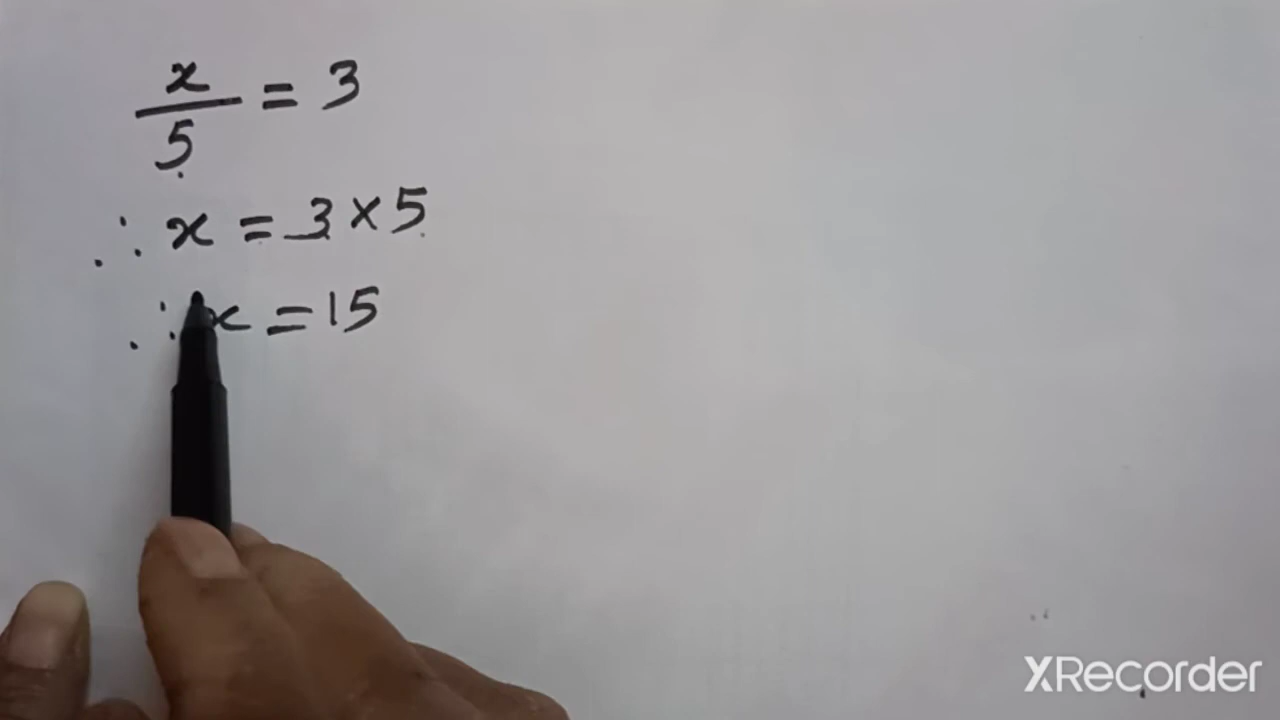 x/5 = 3
∴ x = 3 × 5
∴ x = 15
XRecorder